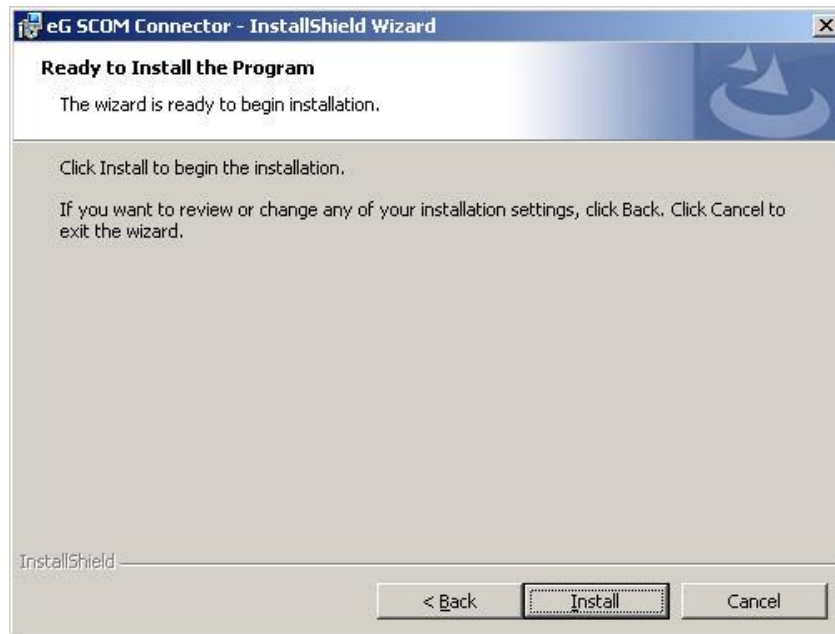 eG SCOM Connector - InstallShield Wizard
Ready to Install the Program
The wizard is ready to begin installation.
Click Install to begin the installation.
If you want to review or change any of your installation settings, click Back. Click Cancel to
exit the wizard.
InstallShield
< Back
Install
Cancel